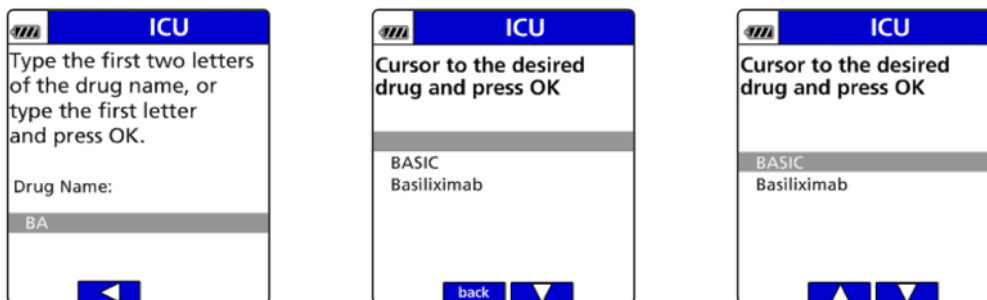 ICU
Type the first two letters
of the drug name, or
type the first letter
and press OK.
Drug Name:
BA
ICU
Cursor to the desired
drug and press OK
BASIC
Basiliximab
back
ICU
Cursor to the desired
drug and press OK
BASIC
Basiliximab